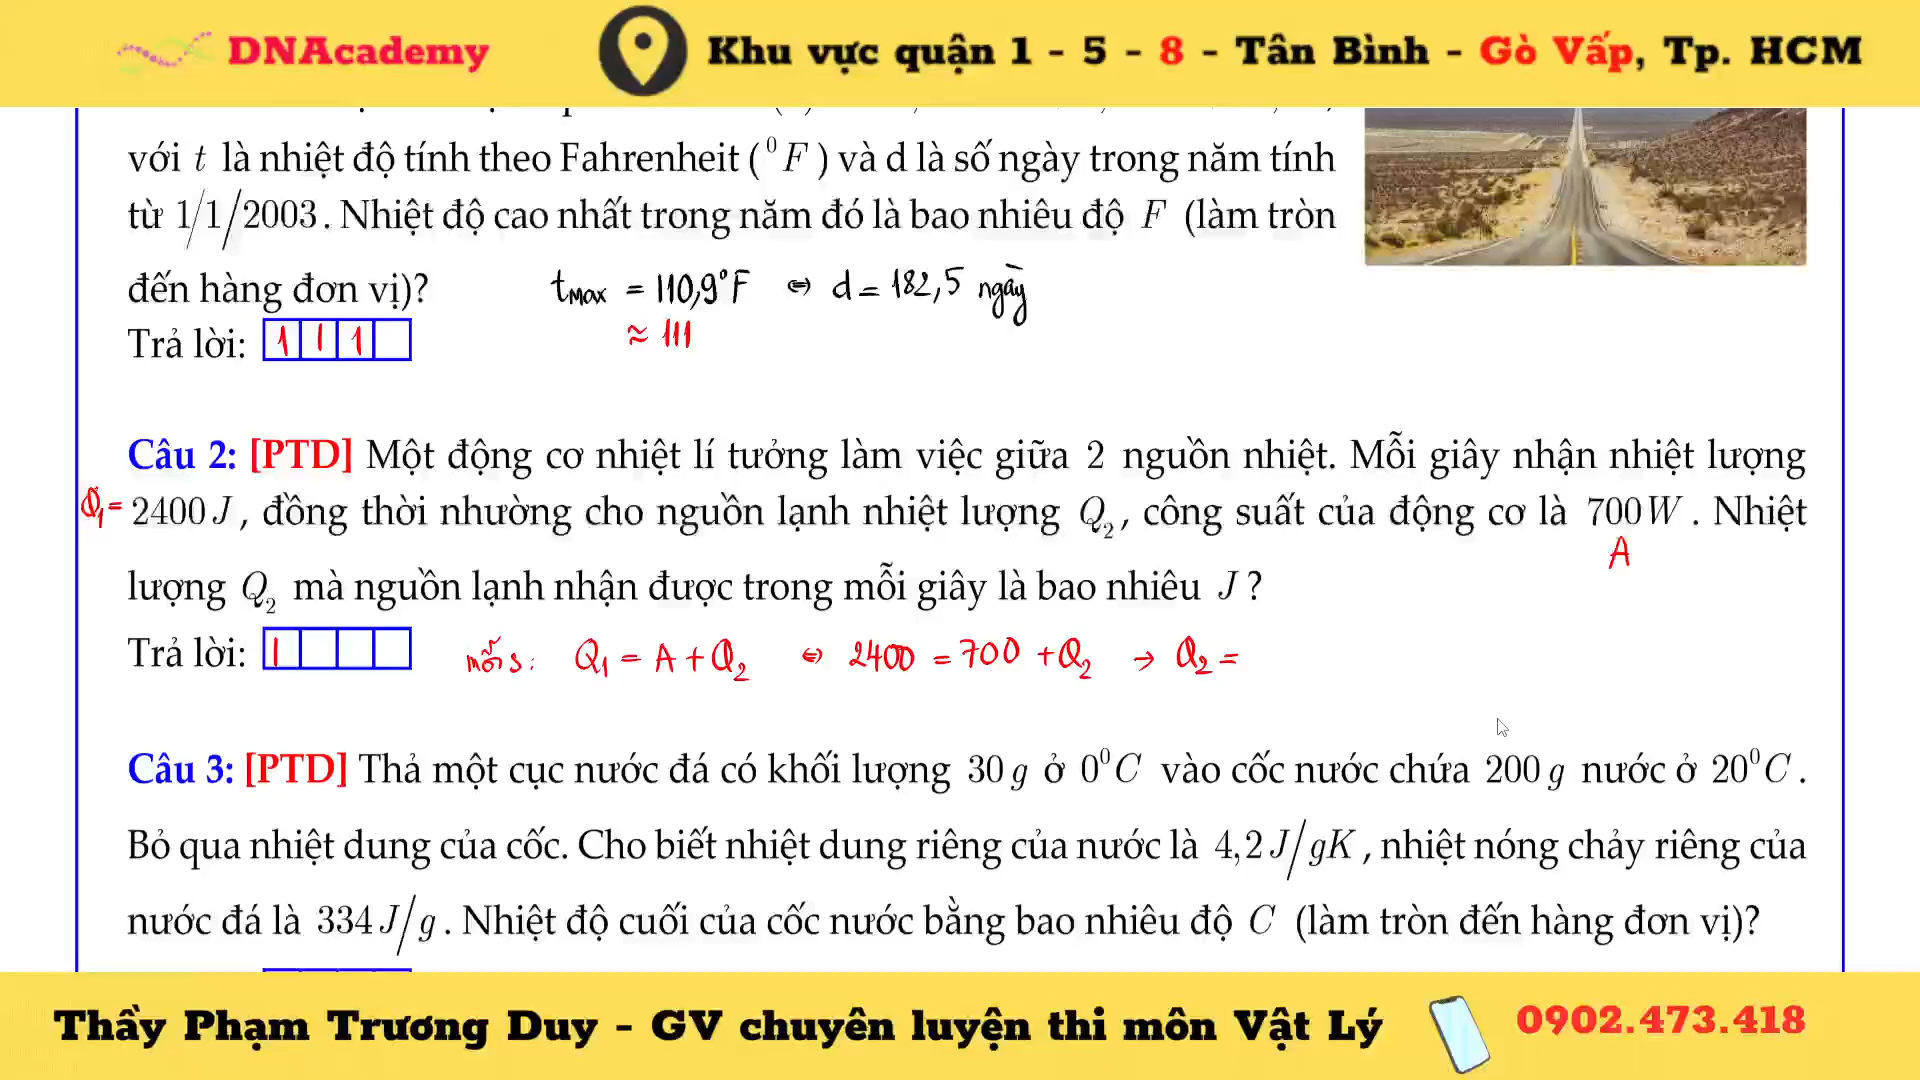 DNAcademy
Khu vực quận 1 - 5 - 8 - Tân Bình - Gò Vấp, Tp. HCM
với t là nhiệt độ tính theo Fahrenheit (⁰F) và d là số ngày trong năm tính
từ 1/1/2003. Nhiệt độ cao nhất trong năm đó là bao nhiêu độ F (làm tròn
đến hàng đơn vị)? tmax = 110,9°F ⇔ d = 182,5 ngày
≈ 111
Trả lời: 1 1 1
Câu 2: [PTD] Một động cơ nhiệt lí tưởng làm việc giữa 2 nguồn nhiệt. Mỗi giây nhận nhiệt lượng
Q₁ = 2400J, đồng thời nhường cho nguồn lạnh nhiệt lượng Q₂, công suất của động cơ là 700W. Nhiệt
A
lượng Q₂ mà nguồn lạnh nhận được trong mỗi giây là bao nhiêu J?
Trả lời: 1 mỗi s: Q₁ = A + Q₂ ⇔ 2400 = 700 + Q₂ → Q₂ =
Câu 3: [PTD] Thả một cục nước đá có khối lượng 30g ở 0⁰C vào cốc nước chứa 200g nước ở 20⁰C.
Bỏ qua nhiệt dung của cốc. Cho biết nhiệt dung riêng của nước là 4,2J/gK, nhiệt nóng chảy riêng của
nước đá là 334J/g. Nhiệt độ cuối của cốc nước bằng bao nhiêu độ C (làm tròn đến hàng đơn vị)?
Thầy Phạm Trương Duy - GV chuyên luyện thi môn Vật Lý
0902.473.418